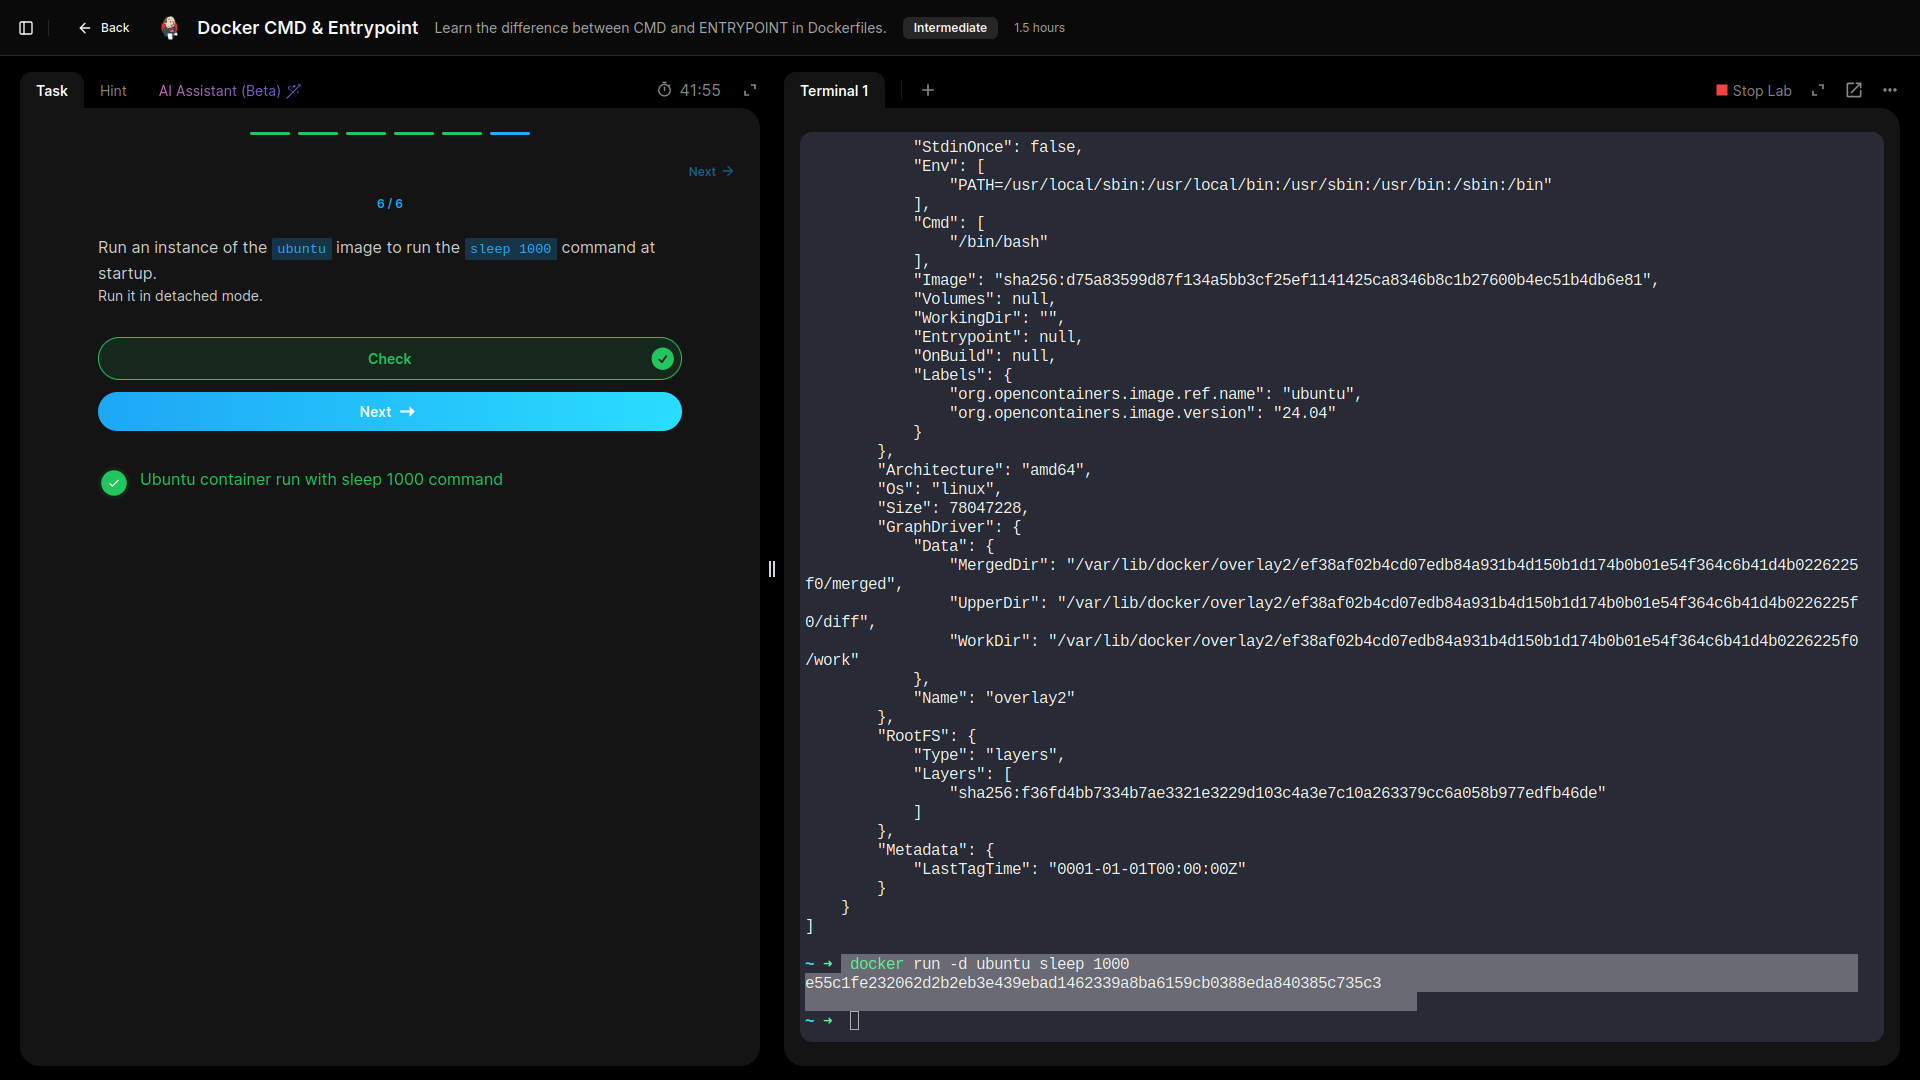 Back
Docker CMD & Entrypoint
Learn the difference between CMD and ENTRYPOINT in Dockerfiles.
Intermediate
1.5 hours
Task
Hint
AI Assistant (Beta)
41:55
Next
6 / 6
Run an instance of the ubuntu image to run the sleep 1000 command at
startup.
Run it in detached mode.
Check
Next
Ubuntu container run with sleep 1000 command
Terminal 1
Stop Lab
"StdinOnce": false,
"Env": [
"PATH=/usr/local/sbin:/usr/local/bin:/usr/sbin:/usr/bin:/sbin:/bin"
],
"Cmd": [
"/bin/bash"
],
"Image": "sha256:d75a83599d87f134a5bb3cf25ef1141425ca8346b8c1b27600b4ec51b4db6e81",
"Volumes": null,
"WorkingDir": "",
"Entrypoint": null,
"OnBuild": null,
"Labels": {
"org.opencontainers.image.ref.name": "ubuntu",
"org.opencontainers.image.version": "24.04"
}
},
"Architecture": "amd64",
"Os": "linux",
"Size": 78047228,
"GraphDriver": {
"Data": {
"MergedDir": "/var/lib/docker/overlay2/ef38af02b4cd07edb84a931b4d150b1d174b0b01e54f364c6b41d4b0226225
f0/merged",
"UpperDir": "/var/lib/docker/overlay2/ef38af02b4cd07edb84a931b4d150b1d174b0b01e54f364c6b41d4b0226225f
0/diff",
"WorkDir": "/var/lib/docker/overlay2/ef38af02b4cd07edb84a931b4d150b1d174b0b01e54f364c6b41d4b0226225f0
/work"
},
"Name": "overlay2"
},
"RootFS": {
"Type": "layers",
"Layers": [
"sha256:f36fd4bb7334b7ae3321e3229d103c4a3e7c10a263379cc6a058b977edfb46de"
]
},
"Metadata": {
"LastTagTime": "0001-01-01T00:00:00Z"
}
}
]
~ ➜ docker run -d ubuntu sleep 1000
e55c1fe232062d2b2eb3e439ebad1462339a8ba6159cb0388eda840385c735c3
~ ➜